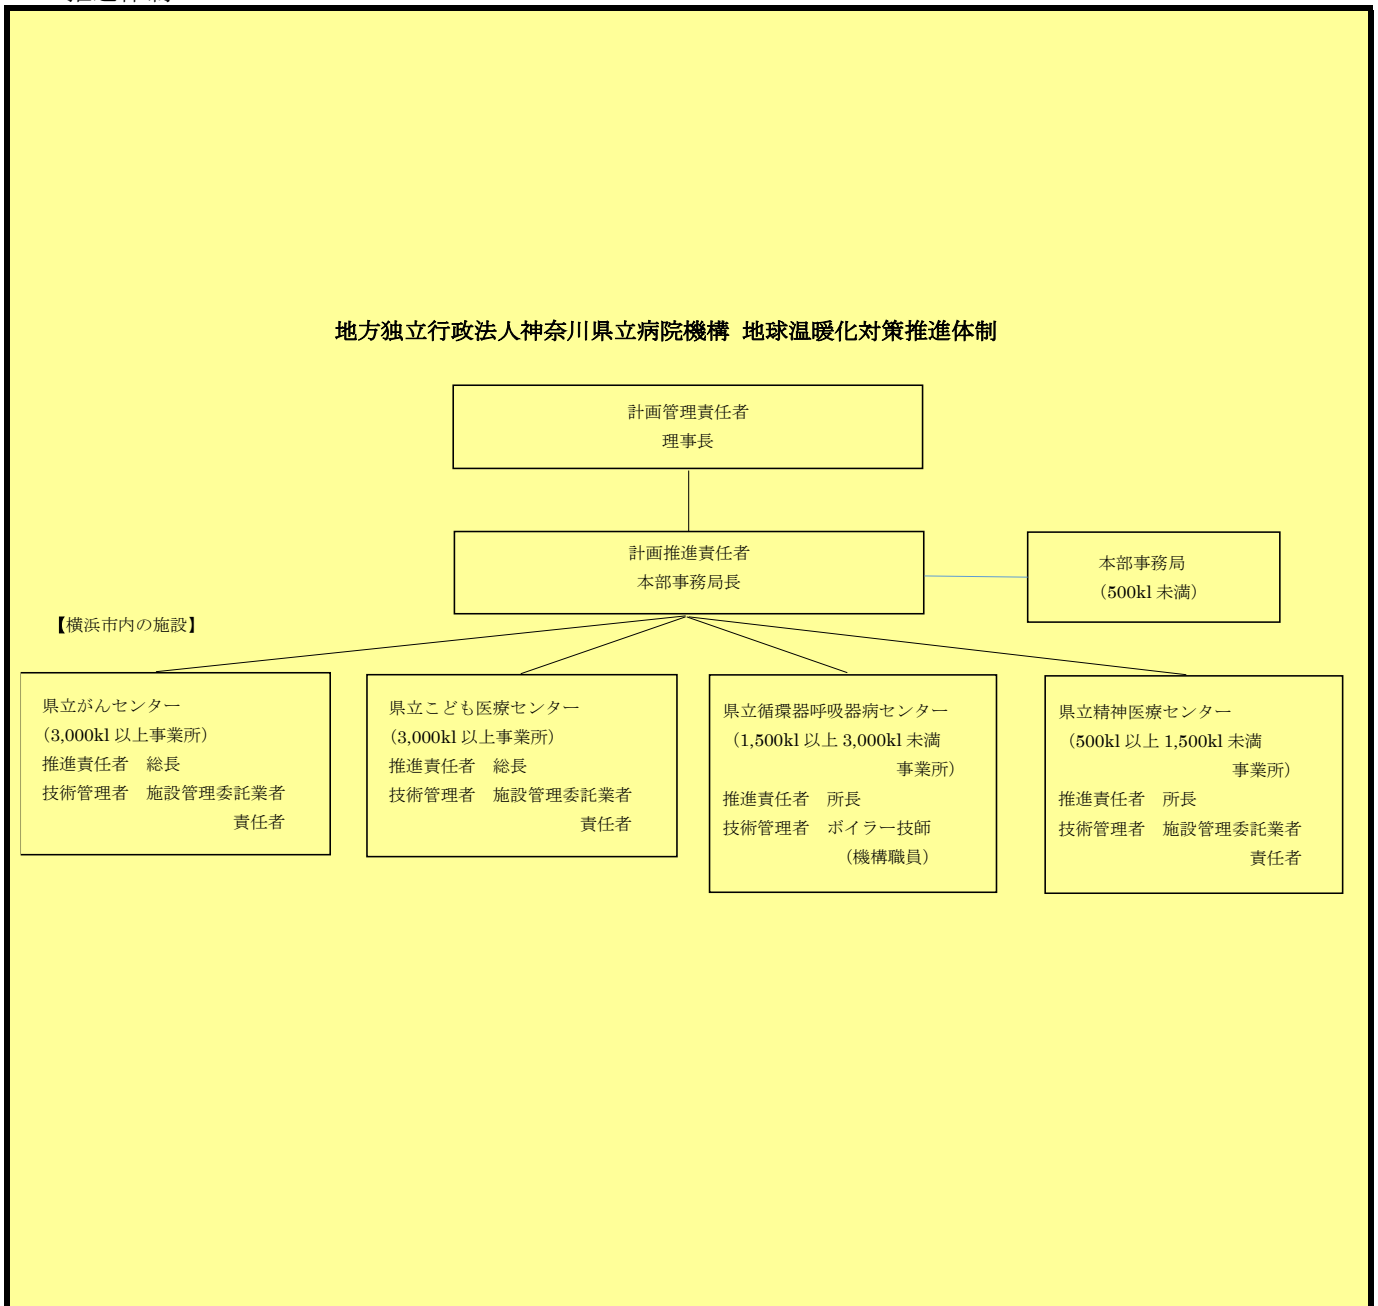 地方独立行政法人神奈川県立病院機構 地球温暖化対策推進体制
計画管理責任者
理事長
計画推進責任者
本部事務局長
本部事務局
（500kl 未満）
【横浜市内の施設】
県立がんセンター
（3,000kl 以上事業所）
推進責任者　総長
技術管理者　施設管理委託業者
責任者
県立こども医療センター
（3,000kl 以上事業所）
推進責任者　総長
技術管理者　施設管理委託業者
責任者
県立循環器呼吸器病センター
（1,500kl 以上 3,000kl 未満
事業所）
推進責任者　所長
技術管理者　ボイラー技師
（機構職員）
県立精神医療センター
（500kl 以上 1,500kl 未満
事業所）
推進責任者　所長
技術管理者　施設管理委託業者
責任者